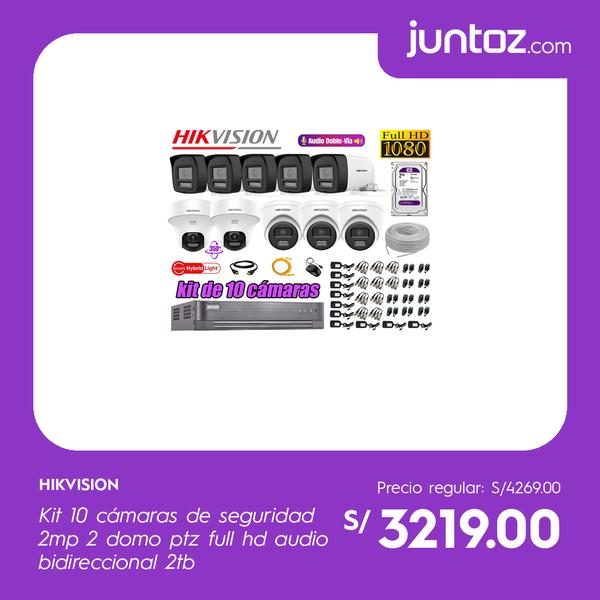 juntoz.com
HIKVISION
Audio Doble-Vía
Full HD
1080
350°
Smart Hybrid Light
kit de 10 cámaras
HIKVISION
Precio regular: S/4269.00
Kit 10 cámaras de seguridad
2mp 2 domo ptz full hd audio
bidireccional 2tb
S/ 3219.00